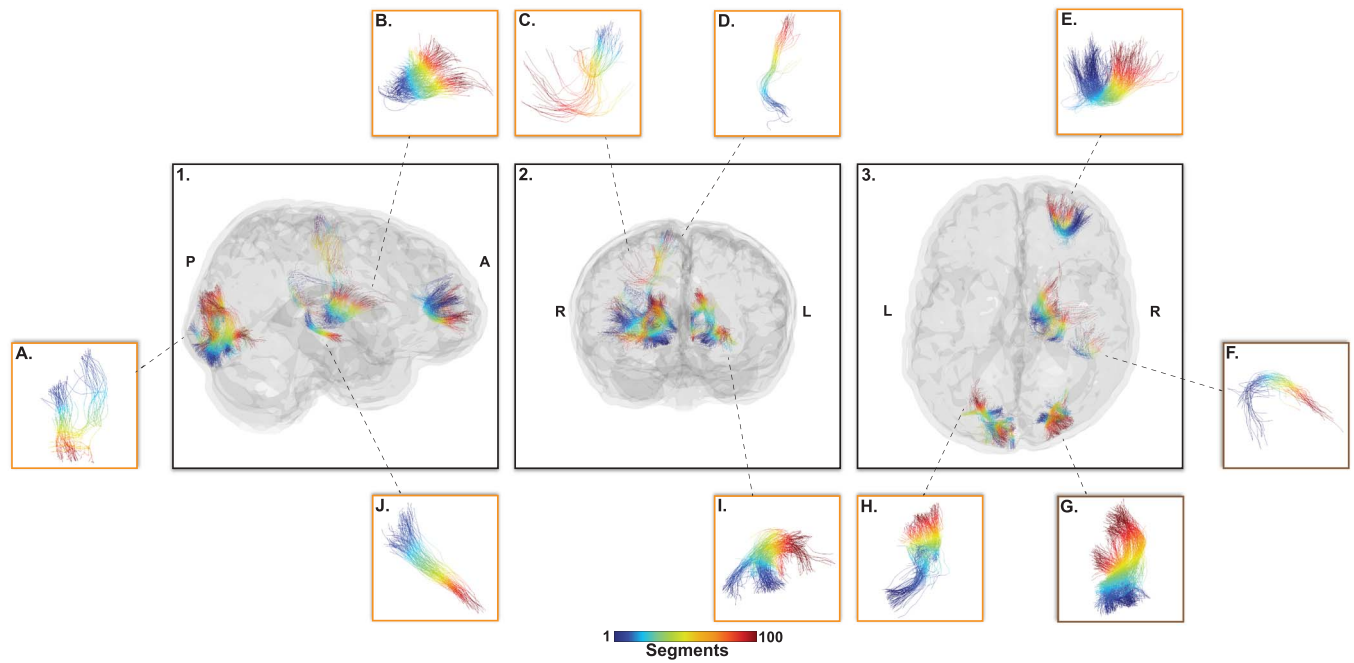 B.
C.
D.
E.
1.
2.
3.
P
A
R
L
L
R
A.
F.
J.
I.
H.
G.
1
100
Segments